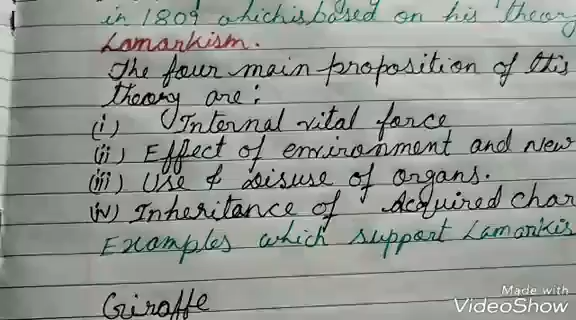 in 1809 which is based on his theory
Lamarkism.
The four main proposition of this
theory are:
(i) Internal vital force
(ii) Effect of environment and new
(iii) Use & disuse of organs.
(iv) Inheritance of Acquired char
Examples which support Lamarkis
Giraffe
Made with
VideoShow